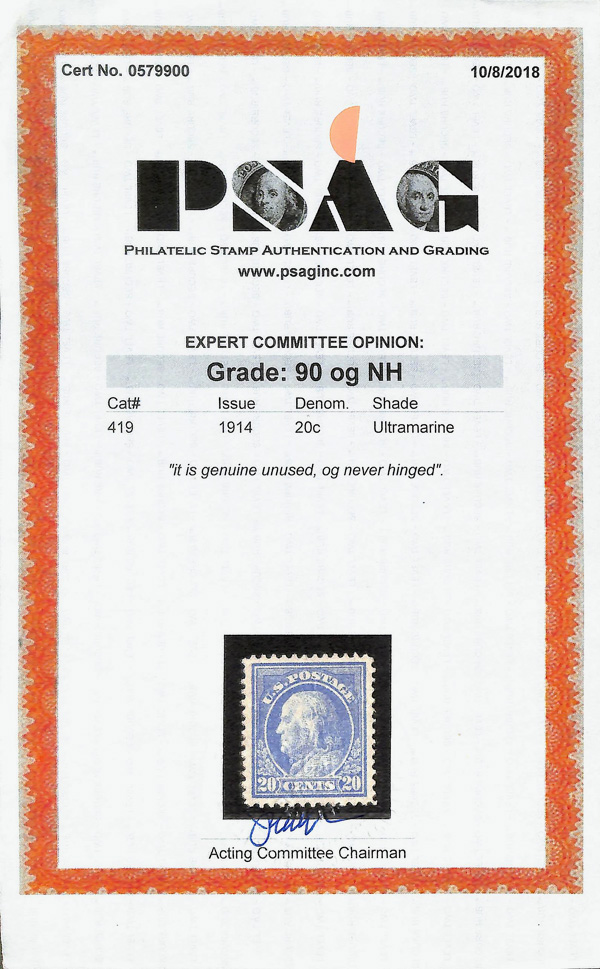 Cert No. 0579900 10/8/2018
PSAG
PHILATELIC STAMP AUTHENTICATION AND GRADING
www.psaginc.com
EXPERT COMMITTEE OPINION:
Grade: 90 og NH
Cat# Issue Denom. Shade
419 1914 20c Ultramarine
"it is genuine unused, og never hinged".
U.S. POSTAGE
20 CENTS 20
Acting Committee Chairman